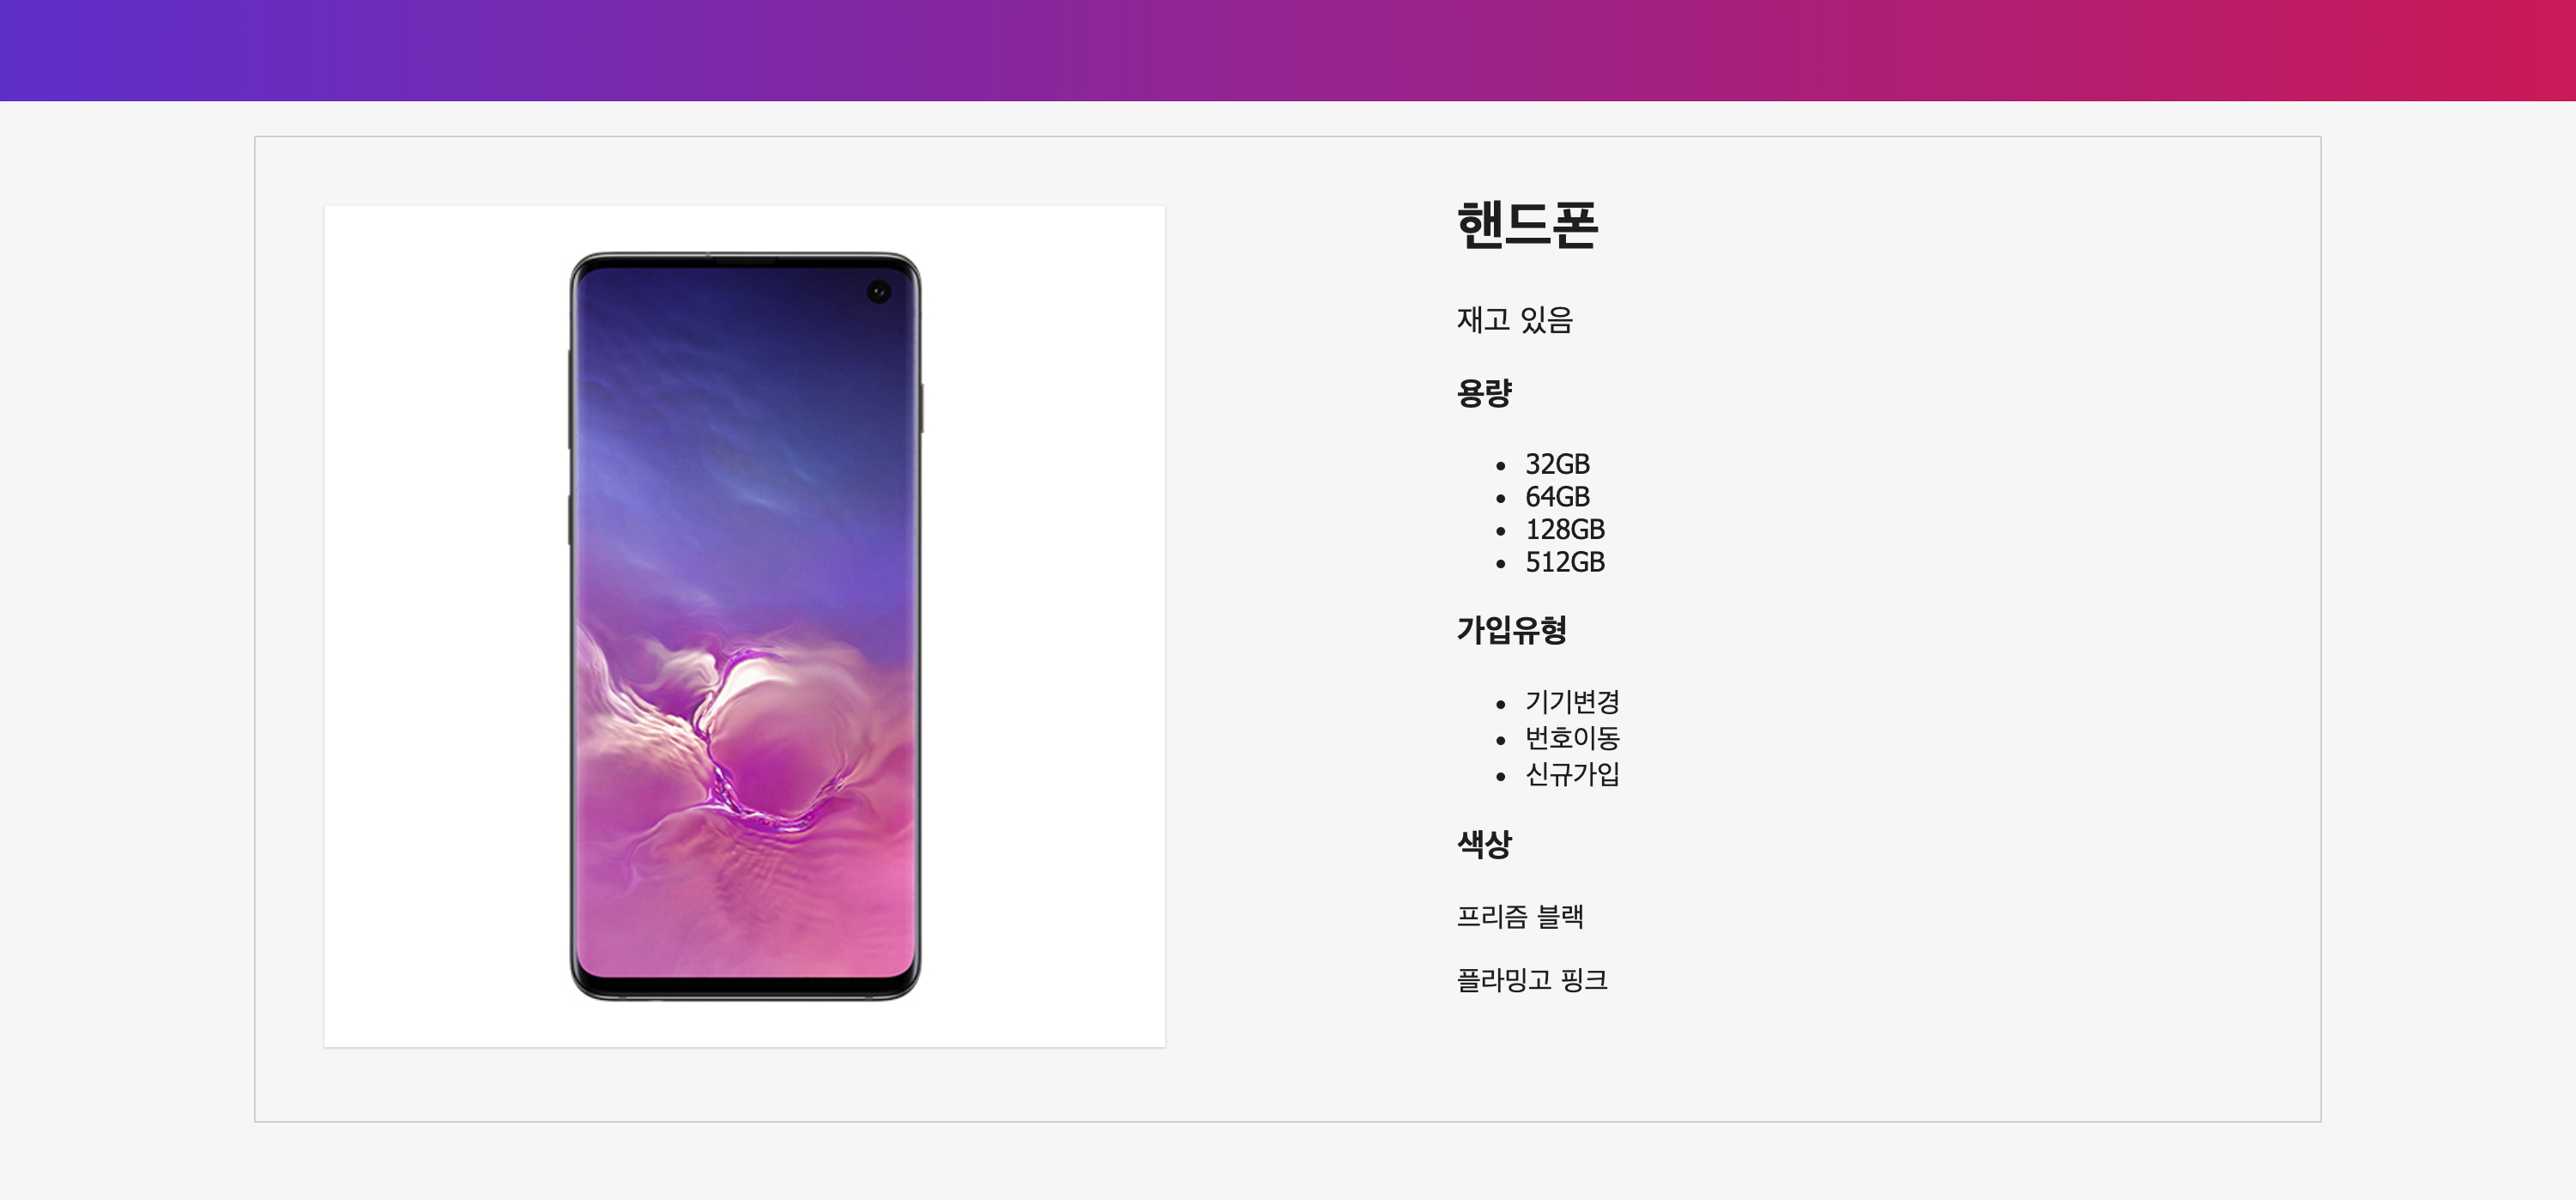 핸드폰
재고 있음
용량
32GB
64GB
128GB
512GB
가입유형
기기변경
번호이동
신규가입
색상
프리즘 블랙
플라밍고 핑크